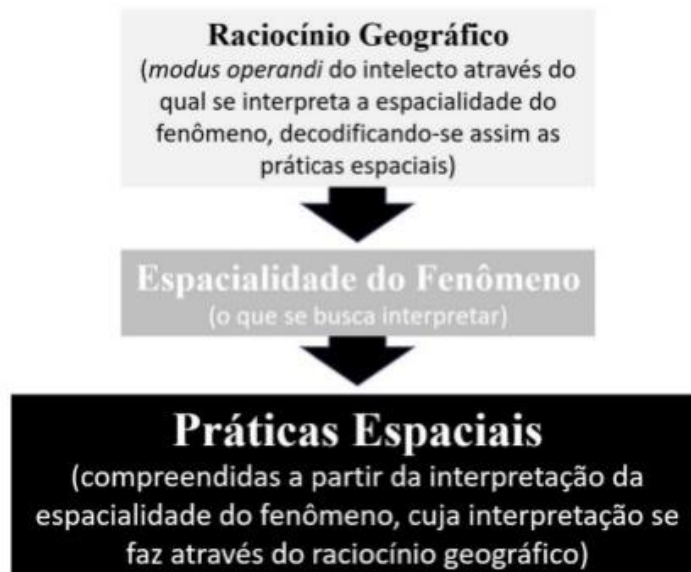 Raciocínio Geográfico
(modus operandi do intelecto através do
qual se interpreta a espacialidade do
fenômeno, decodificando-se assim as
práticas espaciais)
Espacialidade do Fenômeno
(o que se busca interpretar)
Práticas Espaciais
(compreendidas a partir da interpretação da
espacialidade do fenômeno, cuja interpretação se
faz através do raciocínio geográfico)